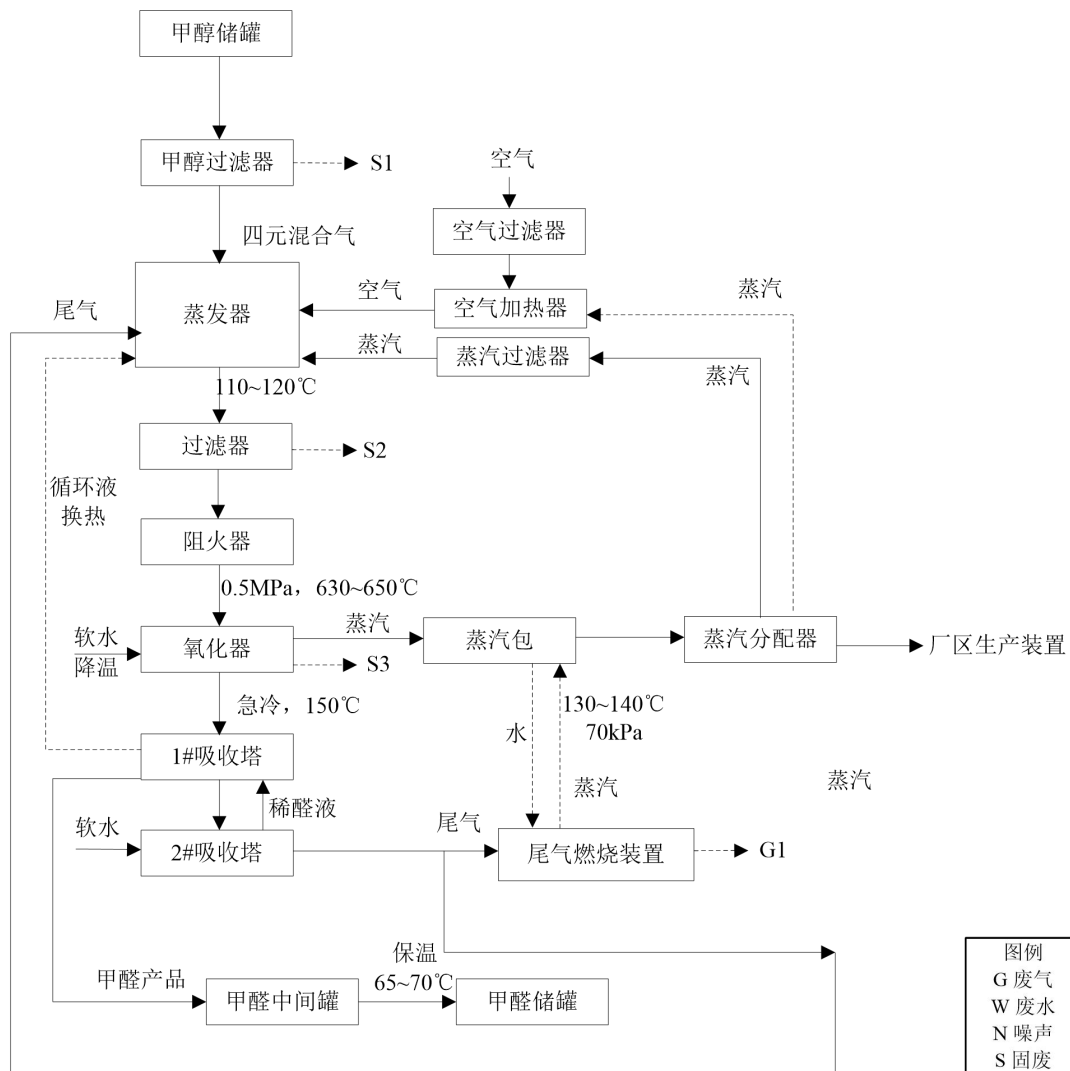 甲醇储罐
甲醇过滤器
S1
空气
空气过滤器
四元混合气
尾气
蒸发器
空气
空气加热器
蒸汽
蒸汽
蒸汽过滤器
蒸汽
110~120℃
过滤器
S2
循环液
换热
阻火器
0.5MPa，630~650℃
软水
降温
氧化器
S3
蒸汽
蒸汽包
蒸汽分配器
厂区生产装置
急冷，150℃
130~140℃
70kPa
水
1#吸收塔
蒸汽
蒸汽
稀醛液
软水
2#吸收塔
尾气
尾气燃烧装置
G1
保温
65~70℃
甲醛产品
甲醛中间罐
甲醛储罐
图例
G 废气
W 废水
N 噪声
S 固废